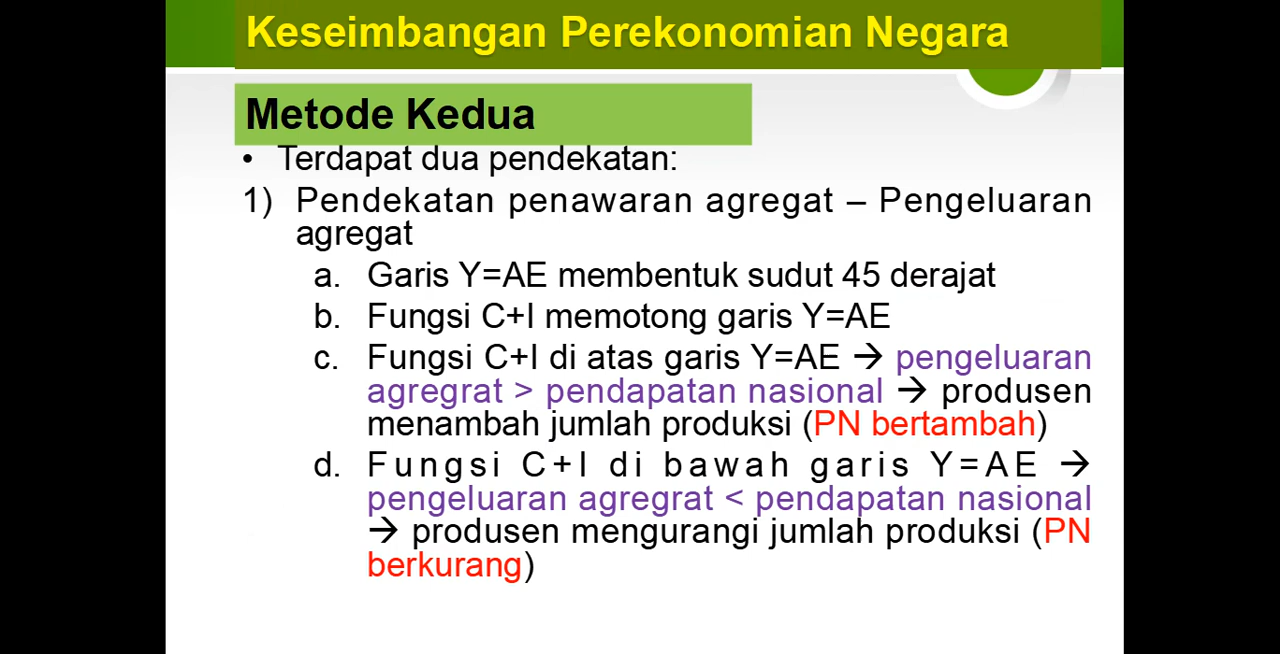 Keseimbangan Perekonomian Negara
Metode Kedua
• Terdapat dua pendekatan:
1) Pendekatan penawaran agregat – Pengeluaran
agregat
a. Garis Y=AE membentuk sudut 45 derajat
b. Fungsi C+I memotong garis Y=AE
c. Fungsi C+I di atas garis Y=AE → pengeluaran
agregrat > pendapatan nasional → produsen
menambah jumlah produksi (PN bertambah)
d. Fungsi C+I di bawah garis Y=AE →
pengeluaran agregrat < pendapatan nasional
→ produsen mengurangi jumlah produksi (PN
berkurang)